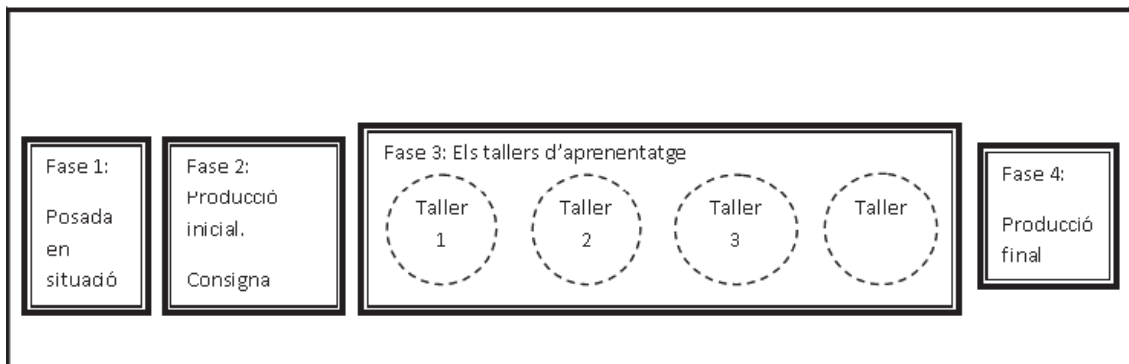 Fase 1:
Posada
en
situació
Fase 2:
Producció
inicial.
Consigna
Fase 3: Els tallers d'aprenentatge
Taller
1
Taller
2
Taller
3
Taller
Fase 4:
Producció
final